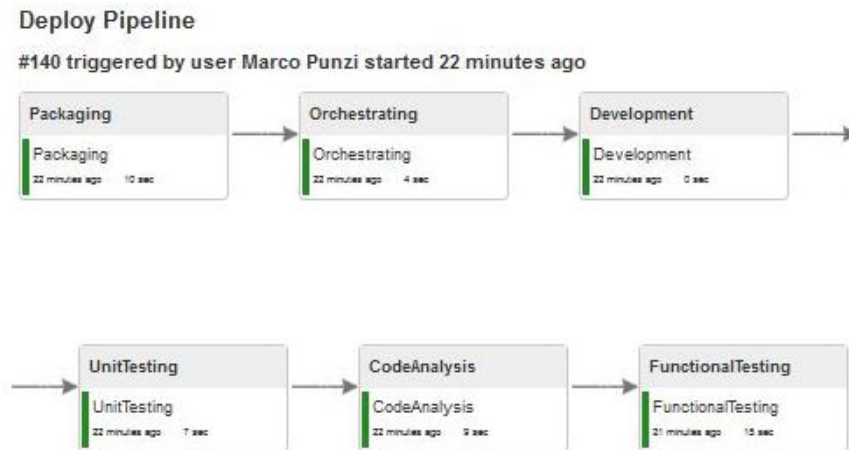 Deploy Pipeline
#140 triggered by user Marco Punzi started 22 minutes ago
Packaging
Packaging
22 minutes ago 10 sec
Orchestrating
Orchestrating
22 minutes ago 4 sec
Development
Development
22 minutes ago 0 sec
UnitTesting
UnitTesting
22 minutes ago 7 sec
CodeAnalysis
CodeAnalysis
22 minutes ago 9 sec
FunctionalTesting
FunctionalTesting
21 minutes ago 15 sec